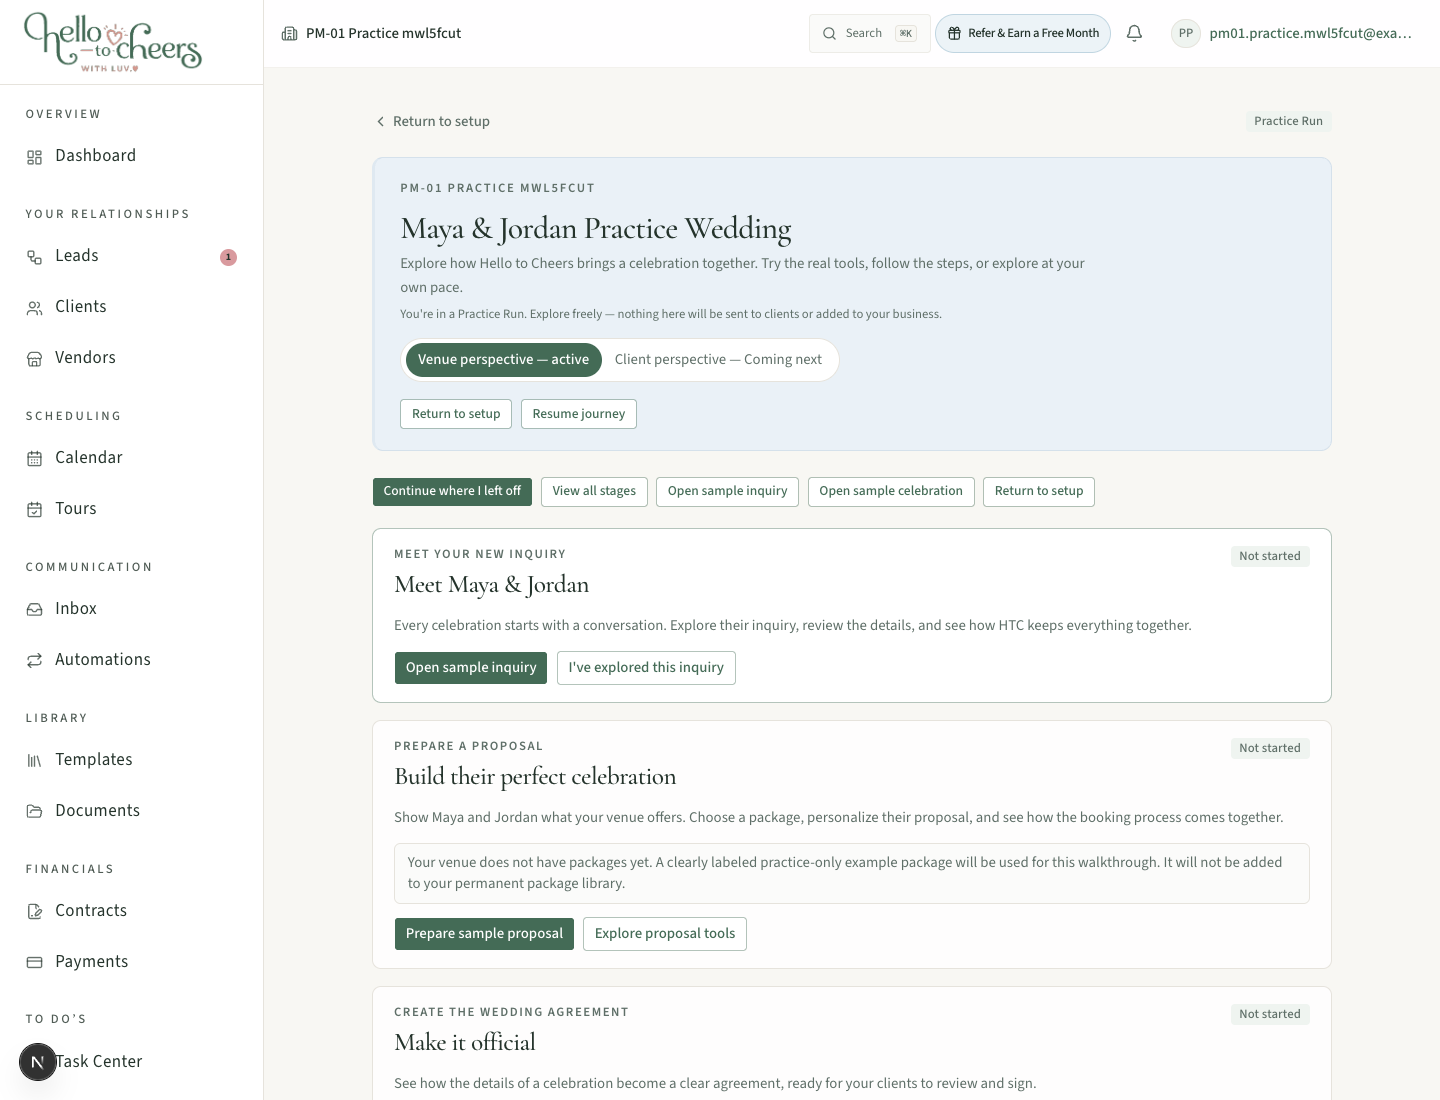 hello
to cheers
WITH LUV.
PM-01 Practice mwl5fcut
Search ⌘K
Refer & Earn a Free Month
PP
pm01.practice.mwl5fcut@exa...
OVERVIEW
Dashboard
YOUR RELATIONSHIPS
Leads 1
Clients
Vendors
SCHEDULING
Calendar
Tours
COMMUNICATION
Inbox
Automations
LIBRARY
Templates
Documents
FINANCIALS
Contracts
Payments
TO DO'S
N
Task Center
Return to setup
Practice Run
PM-01 PRACTICE MWL5FCUT
Maya & Jordan Practice Wedding
Explore how Hello to Cheers brings a celebration together. Try the real tools, follow the steps, or explore at your
own pace.
You're in a Practice Run. Explore freely — nothing here will be sent to clients or added to your business.
Venue perspective — active
Client perspective — Coming next
Return to setup
Resume journey
Continue where I left off
View all stages
Open sample inquiry
Open sample celebration
Return to setup
MEET YOUR NEW INQUIRY
Not started
Meet Maya & Jordan
Every celebration starts with a conversation. Explore their inquiry, review the details, and see how HTC keeps everything together.
Open sample inquiry
I've explored this inquiry
PREPARE A PROPOSAL
Not started
Build their perfect celebration
Show Maya and Jordan what your venue offers. Choose a package, personalize their proposal, and see how the booking process comes together.
Your venue does not have packages yet. A clearly labeled practice-only example package will be used for this walkthrough. It will not be added
to your permanent package library.
Prepare sample proposal
Explore proposal tools
CREATE THE WEDDING AGREEMENT
Not started
Make it official
See how the details of a celebration become a clear agreement, ready for your clients to review and sign.